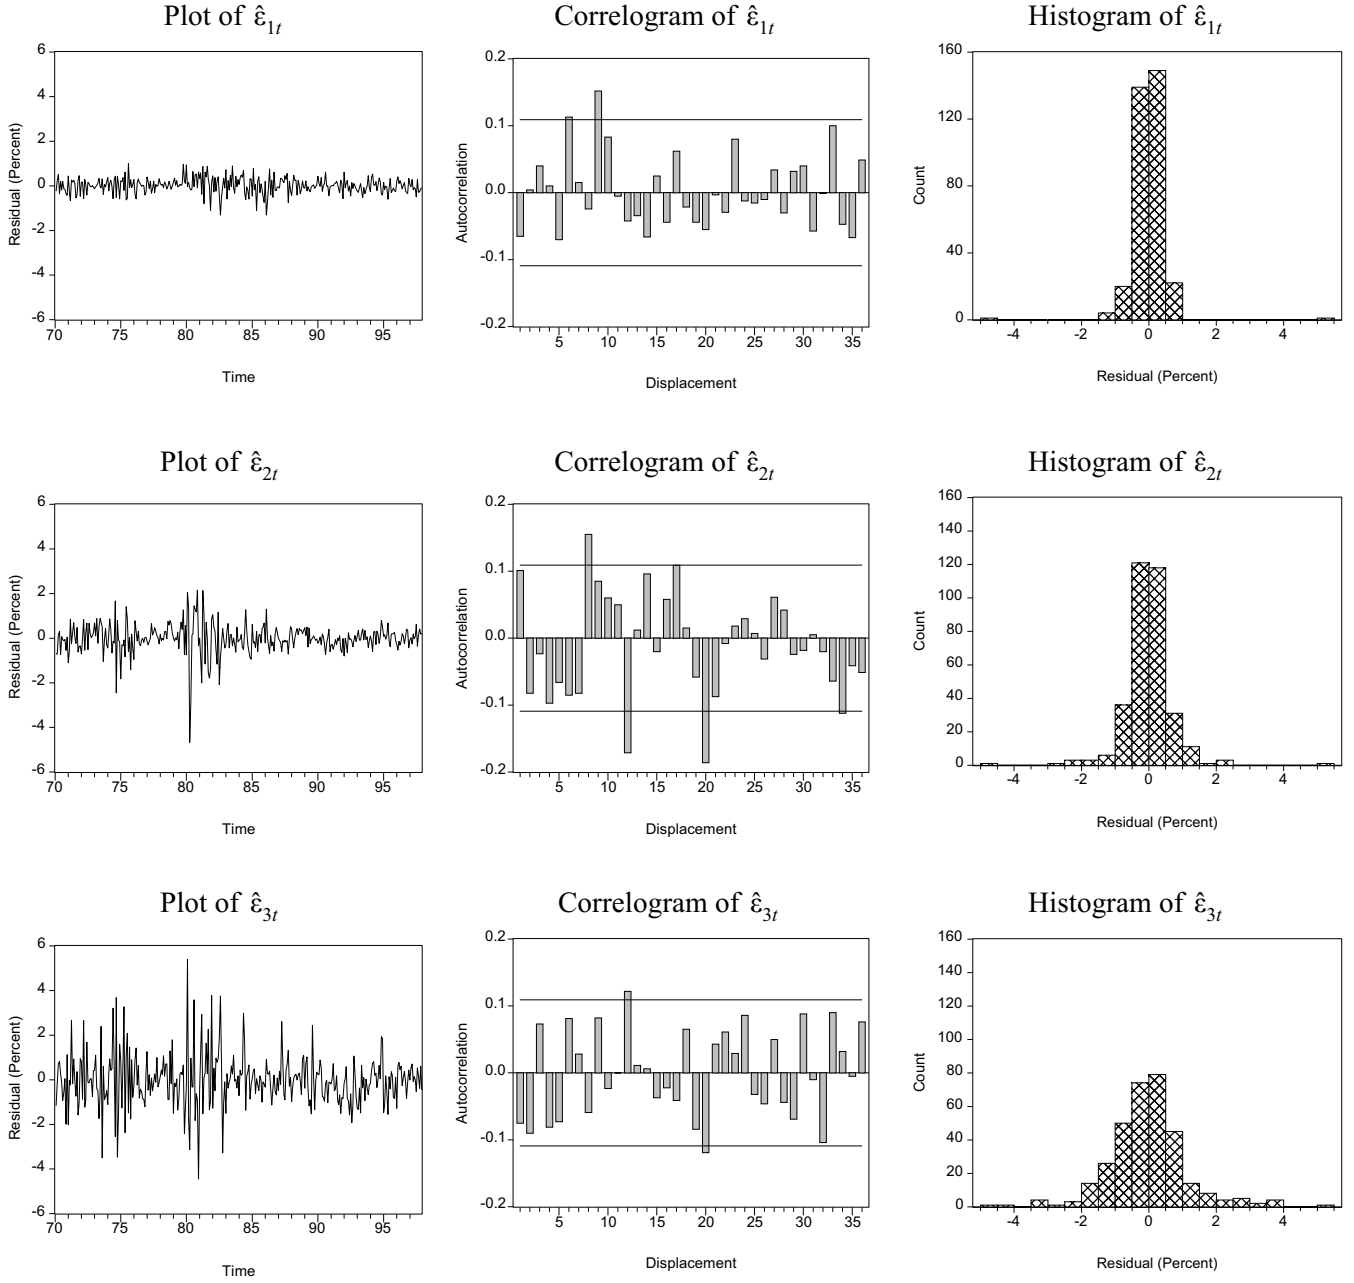 Plot of ε̂1t
Correlogram of ε̂1t
Histogram of ε̂1t
6
4
2
0
-2
-4
-6
Residual (Percent)
70 75 80 85 90 95
Time
0.2
0.1
0.0
-0.1
-0.2
Autocorrelation
5 10 15 20 25 30 35
Displacement
160
120
80
40
0
Count
-4 -2 0 2 4
Residual (Percent)
Plot of ε̂2t
Correlogram of ε̂2t
Histogram of ε̂2t
6
4
2
0
-2
-4
-6
Residual (Percent)
70 75 80 85 90 95
Time
0.2
0.1
0.0
-0.1
-0.2
Autocorrelation
5 10 15 20 25 30 35
Displacement
160
140
120
100
80
60
40
20
0
Count
-4 -2 0 2 4
Residual (Percent)
Plot of ε̂3t
Correlogram of ε̂3t
Histogram of ε̂3t
6
4
2
0
-2
-4
-6
Residual (Percent)
70 75 80 85 90 95
Time
0.2
0.1
0.0
-0.1
-0.2
Autocorrelation
5 10 15 20 25 30 35
Displacement
160
140
120
100
80
60
40
20
0
Count
-4 -2 0 2 4
Residual (Percent)